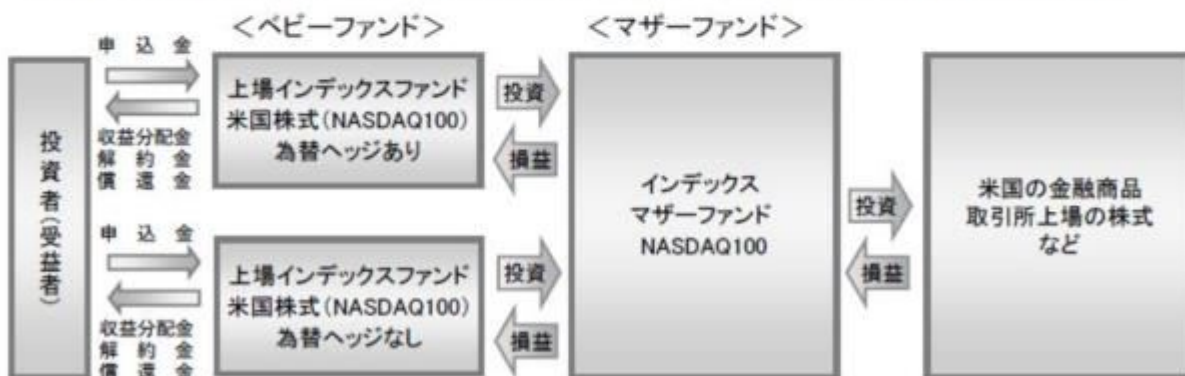 <ベビーファンド>
<マザーファンド>
投資者(受益者)
申込金
収益分配金
解約金
償還金
上場インデックスファンド
米国株式(NASDAQ100)
為替ヘッジあり
投資
損益
申込金
収益分配金
解約金
償還金
上場インデックスファンド
米国株式(NASDAQ100)
為替ヘッジなし
投資
損益
インデックス
マザーファンド
NASDAQ100
投資
損益
米国の金融商品
取引所上場の株式
など